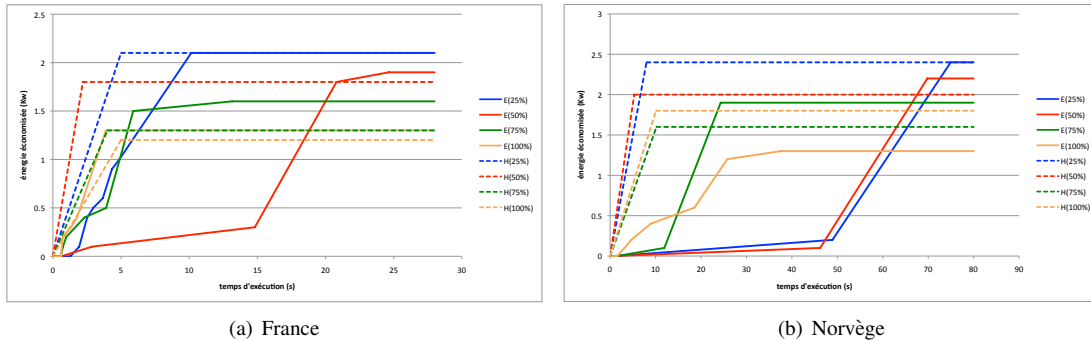 2.5
2
1.5
1
0.5
0
0
5
10
15
20
25
30
énergie économisée (Kw)
temps d'exécution (s)
E(25%)
E(50%)
E(75%)
E(100%)
H(25%)
H(50%)
H(75%)
H(100%)
(a) France
3
2.5
2
1.5
1
0.5
0
0
10
20
30
40
50
60
70
80
90
énergie économisée (Kw)
temps d'exécution (s)
E(25%)
E(50%)
E(75%)
E(100%)
H(25%)
H(50%)
H(75%)
H(100%)
(b) Norvège